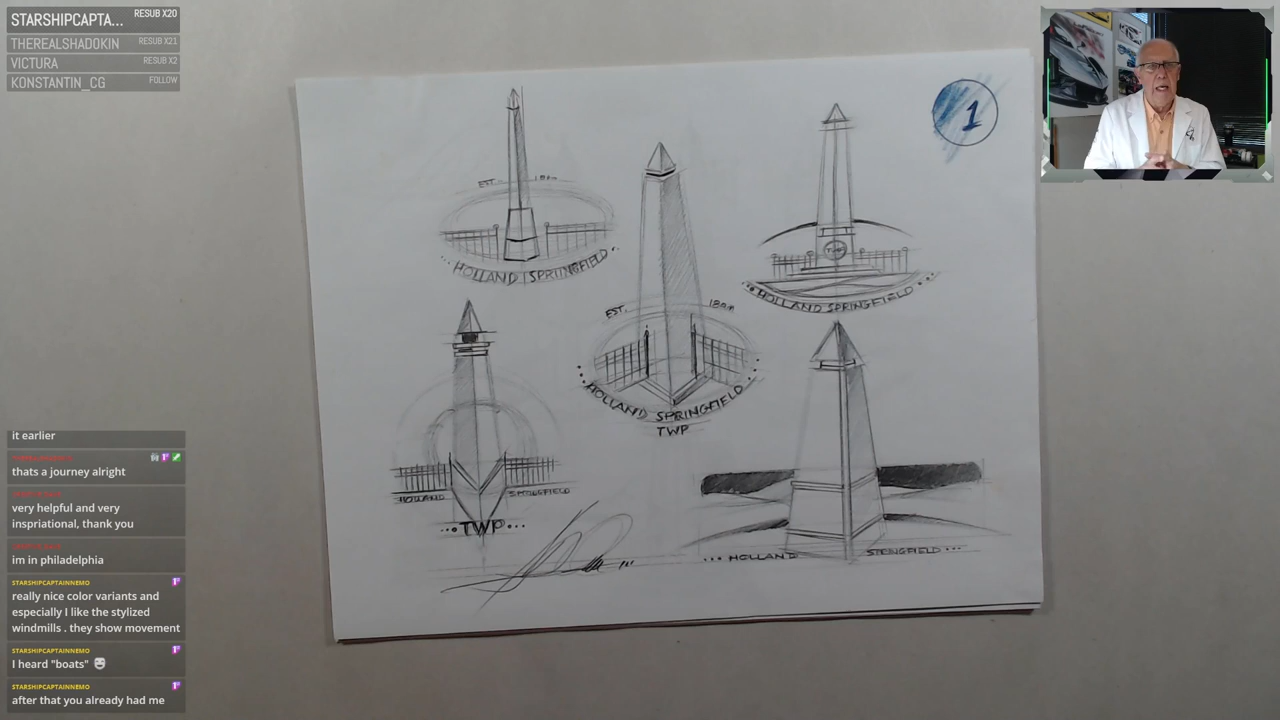 STARSHIPCAPTA... RESUB X20
THEREALSHADOKIN RESUB X21
VICTURA RESUB X2
KONSTANTIN_CG FOLLOW
1
EST.
HOLLAND SPRINGFIELD
EST.
HOLLAND SPRINGFIELD
TWP
TWP
HOLLAND SPRINGFIELD
HOLLAND SPRINGFIELD
...TWP...
...HOLLAND SPRINGFIELD...
it earlier
thats a journey alright
very helpful and very
inspriational, thank you
im in philadelphia
STARSHIPCAPTAINNEMO
really nice color variants and
especially I like the stylized
windmills . they show movement
STARSHIPCAPTAINNEMO
I heard "boats"
STARSHIPCAPTAINNEMO
after that you already had me